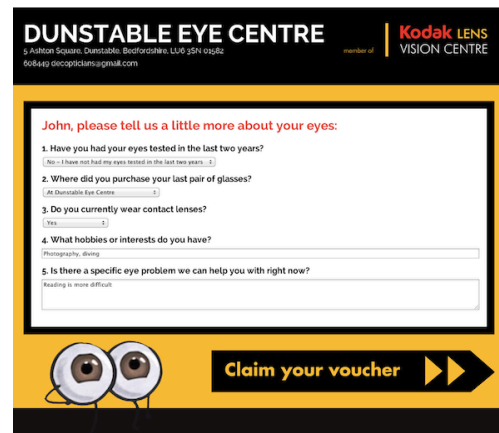 DUNSTABLE EYE CENTRE
5 Ashton Square, Dunstable, Bedfordshire, LU6 3SN 01582
608449 decopticians@gmail.com
member of
Kodak LENS
VISION CENTRE
John, please tell us a little more about your eyes:
1. Have you had your eyes tested in the last two years?
No - I have not had my eyes tested in the last two years
2. Where did you purchase your last pair of glasses?
At Dunstable Eye Centre
3. Do you currently wear contact lenses?
Yes
4. What hobbies or interests do you have?
Photography, diving
5. Is there a specific eye problem we can help you with right now?
Reading is more difficult
Claim your voucher